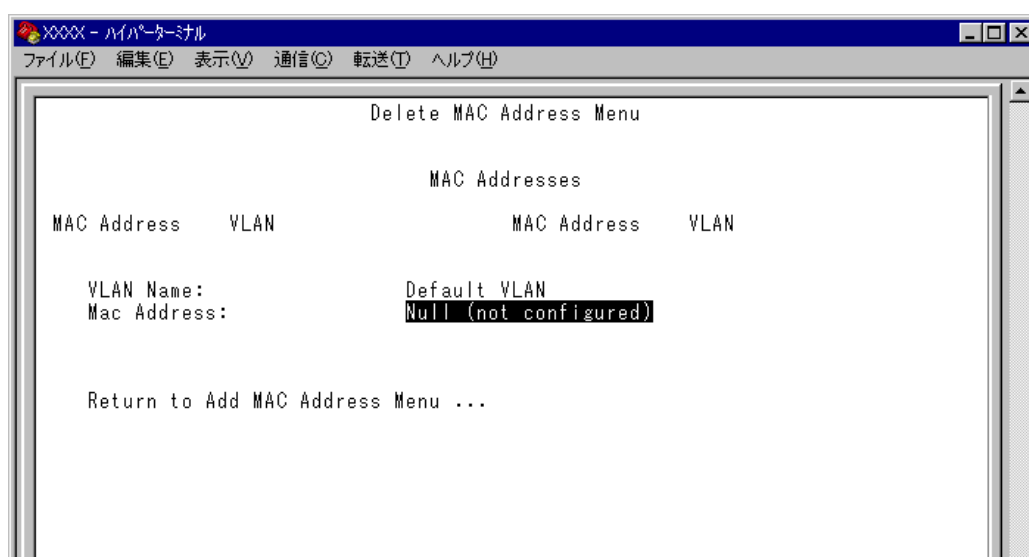 XXXX - ハイパーターミナル
ファイル(F) 編集(E) 表示(V) 通信(C) 転送(T) ヘルプ(H)
Delete MAC Address Menu
MAC Addresses
MAC Address VLAN MAC Address VLAN
VLAN Name: Default VLAN
Mac Address: Null (not configured)
Return to Add MAC Address Menu ...